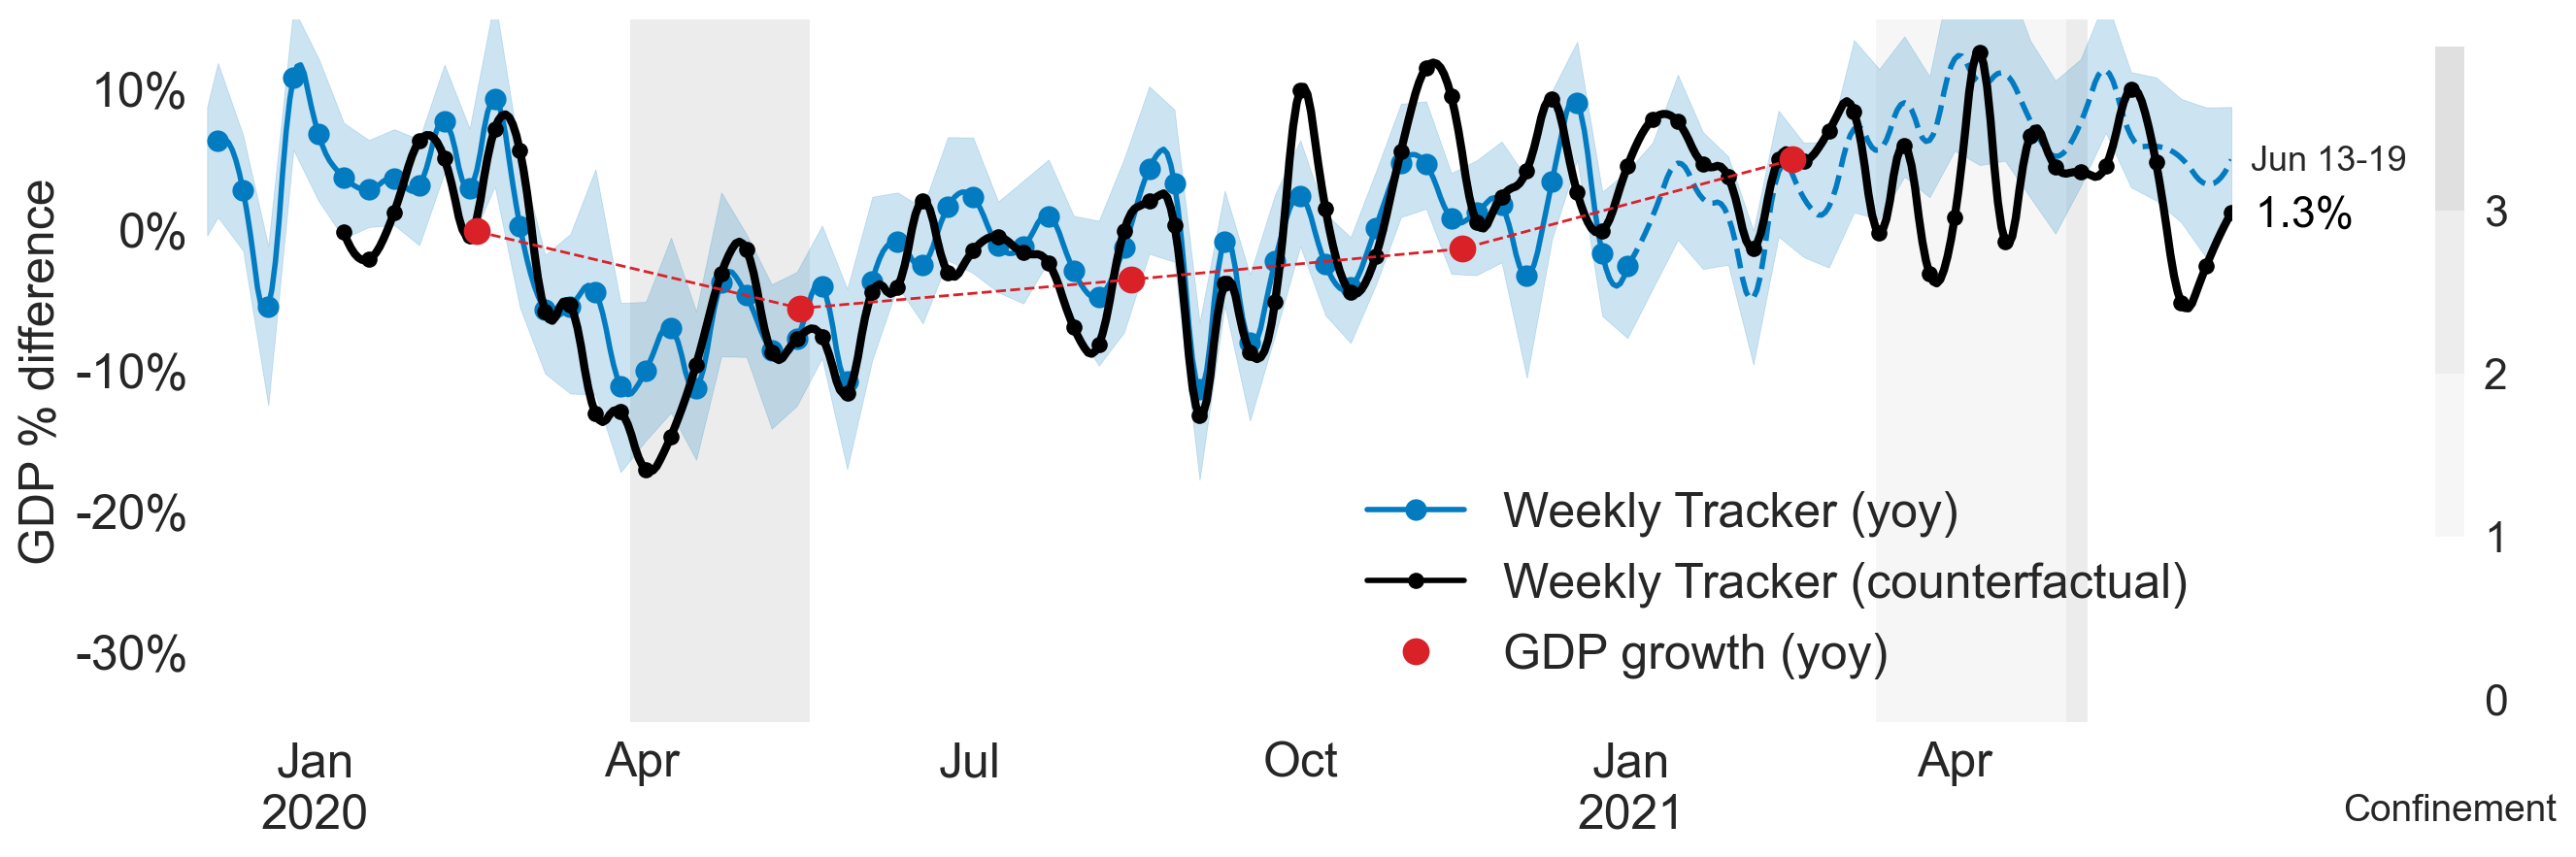 GDP % difference
10%
0%
-10%
-20%
-30%
Jun 13-19
1.3%
Weekly Tracker (yoy)
Weekly Tracker (counterfactual)
GDP growth (yoy)
3
2
1
0
Jan
2020
Apr
Jul
Oct
Jan
2021
Apr
Confinement